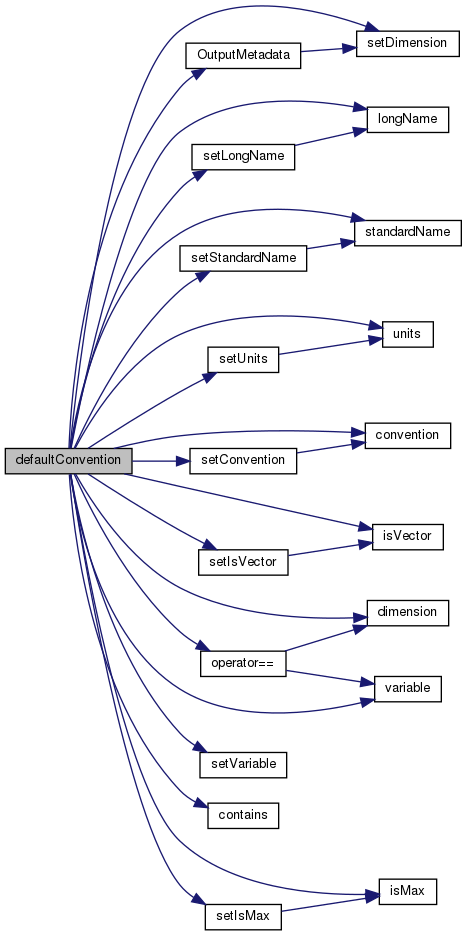 setDimension
OutputMetadata
longName
setLongName
standardName
setStandardName
units
setUnits
convention
defaultConvention
setConvention
isVector
setIsVector
dimension
operator==
variable
setVariable
contains
isMax
setIsMax